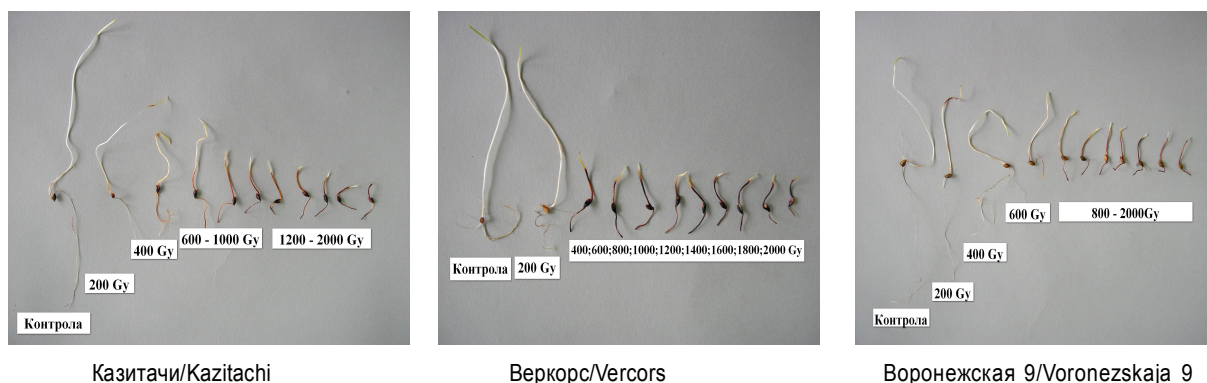 Контрола
200 Gy
400 Gy
600 - 1000 Gy
1200 - 2000 Gy
Контрола
200 Gy
400;600;800;1000;1200;1400;1600;1800;2000 Gy
Контрола
200 Gy
400 Gy
600 Gy
800 - 2000Gy
Казитачи/Kazitachi
Веркорс/Vercors
Воронежская 9/Voronezskaja 9